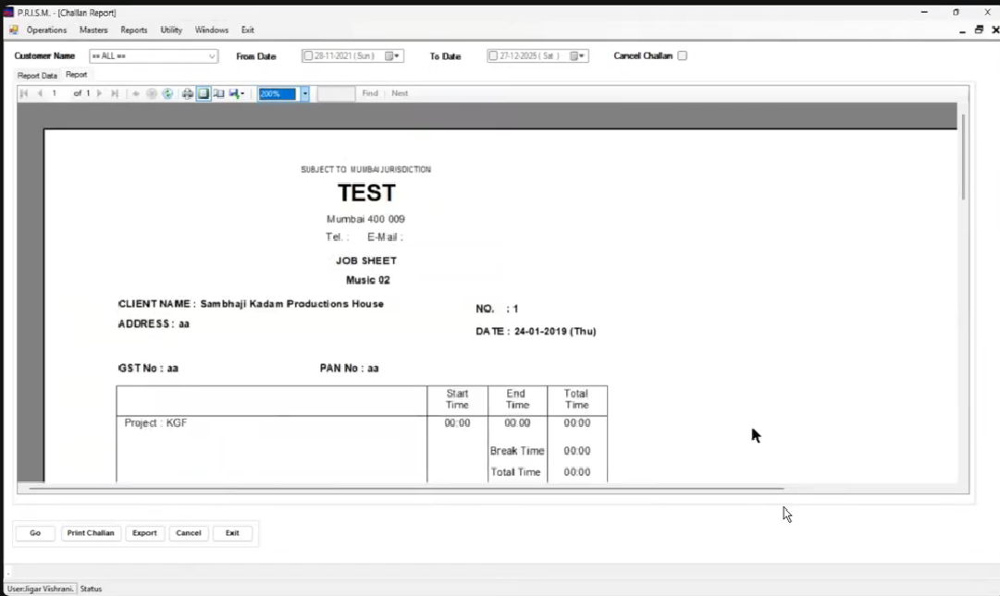 P.R.I.S.M. - [Challan Report]
Operations Masters Reports Utility Windows Exit
Customer Name == ALL == From Date 28-11-2021 ( Sun ) To Date 27-12-2025 ( Sat ) Cancel Challan
Report Data Report
1 of 1 200% Find Next
SUBJECT TO MUMBAI JURISDICTION
TEST
Mumbai 400 009
Tel. : E-Mail :
JOB SHEET
Music 02
CLIENT NAME : Sambhaji Kadam Productions House
NO. : 1
ADDRESS : aa
DATE : 24-01-2019 (Thu)
GST No : aa PAN No : aa
Start Time End Time Total Time
Project : KGF 00:00 00:00 00:00
Break Time 00:00
Total Time 00:00
Go Print Challan Export Cancel Exit
User:Jigar Vishrani. Status